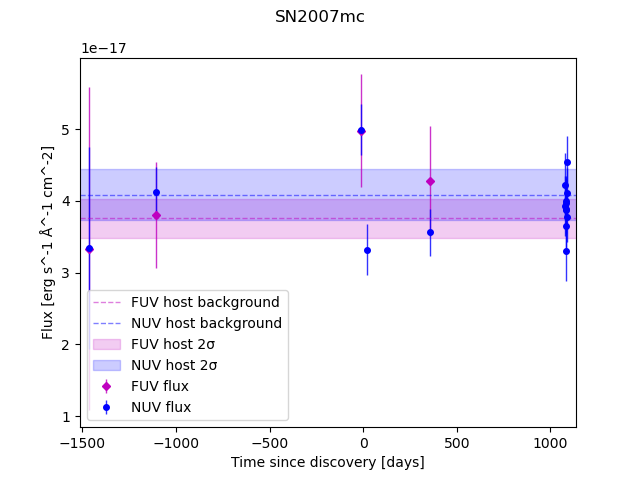 SN2007mc
1e−17
5
4
3
2
1
Flux [erg s^-1 Å^-1 cm^-2]
FUV host background
NUV host background
FUV host 2σ
NUV host 2σ
FUV flux
NUV flux
−1500 −1000 −500 0 500 1000
Time since discovery [days]